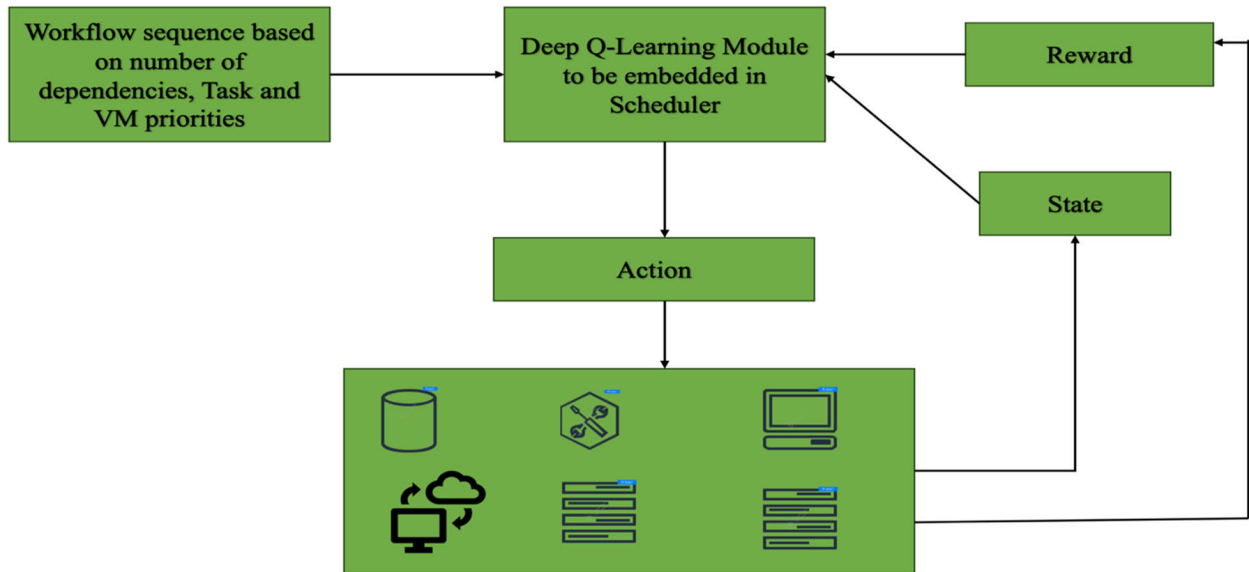 Workflow sequence based
on number of
dependencies, Task and
VM priorities
Deep Q-Learning Module
to be embedded in
Scheduler
Reward
State
Action